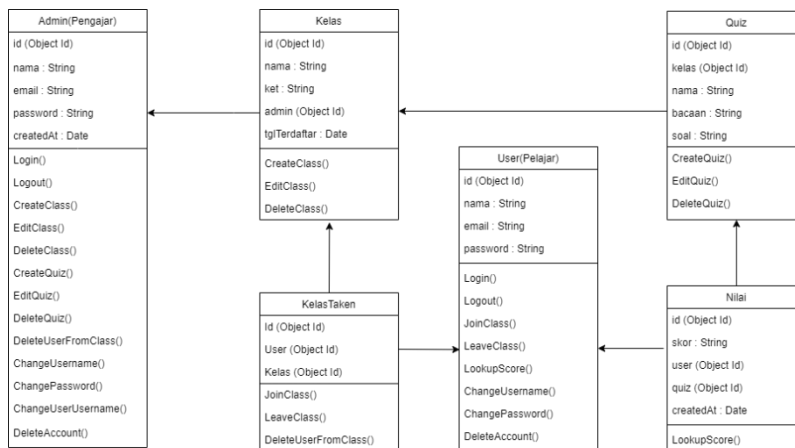 Admin(Pengajar)
id (Object Id)
nama : String
email : String
password : String
createdAt : Date
Login()
Logout()
CreateClass()
EditClass()
DeleteClass()
CreateQuiz()
EditQuiz()
DeleteQuiz()
DeleteUserFromClass()
ChangeUsername()
ChangePassword()
ChangeUserUsername()
DeleteAccount()
Kelas
id (Object Id)
nama : String
ket : String
admin (Object Id)
tglTerdaftar : Date
CreateClass()
EditClass()
DeleteClass()
Quiz
id (Object Id)
kelas (Object Id)
nama : String
bacaan : String
soal : String
CreateQuiz()
EditQuiz()
DeleteQuiz()
User(Pelajar)
id (Object Id)
nama : String
email : String
password : String
Login()
Logout()
JoinClass()
LeaveClass()
LookupScore()
ChangeUsername()
ChangePassword()
DeleteAccount()
KelasTaken
Id (Object Id)
User (Object Id)
Kelas (Object Id)
JoinClass()
LeaveClass()
DeleteUserFromClass()
Nilai
id (Object Id)
skor : String
user (Object Id)
quiz (Object Id)
createdAt : Date
LookupScore()